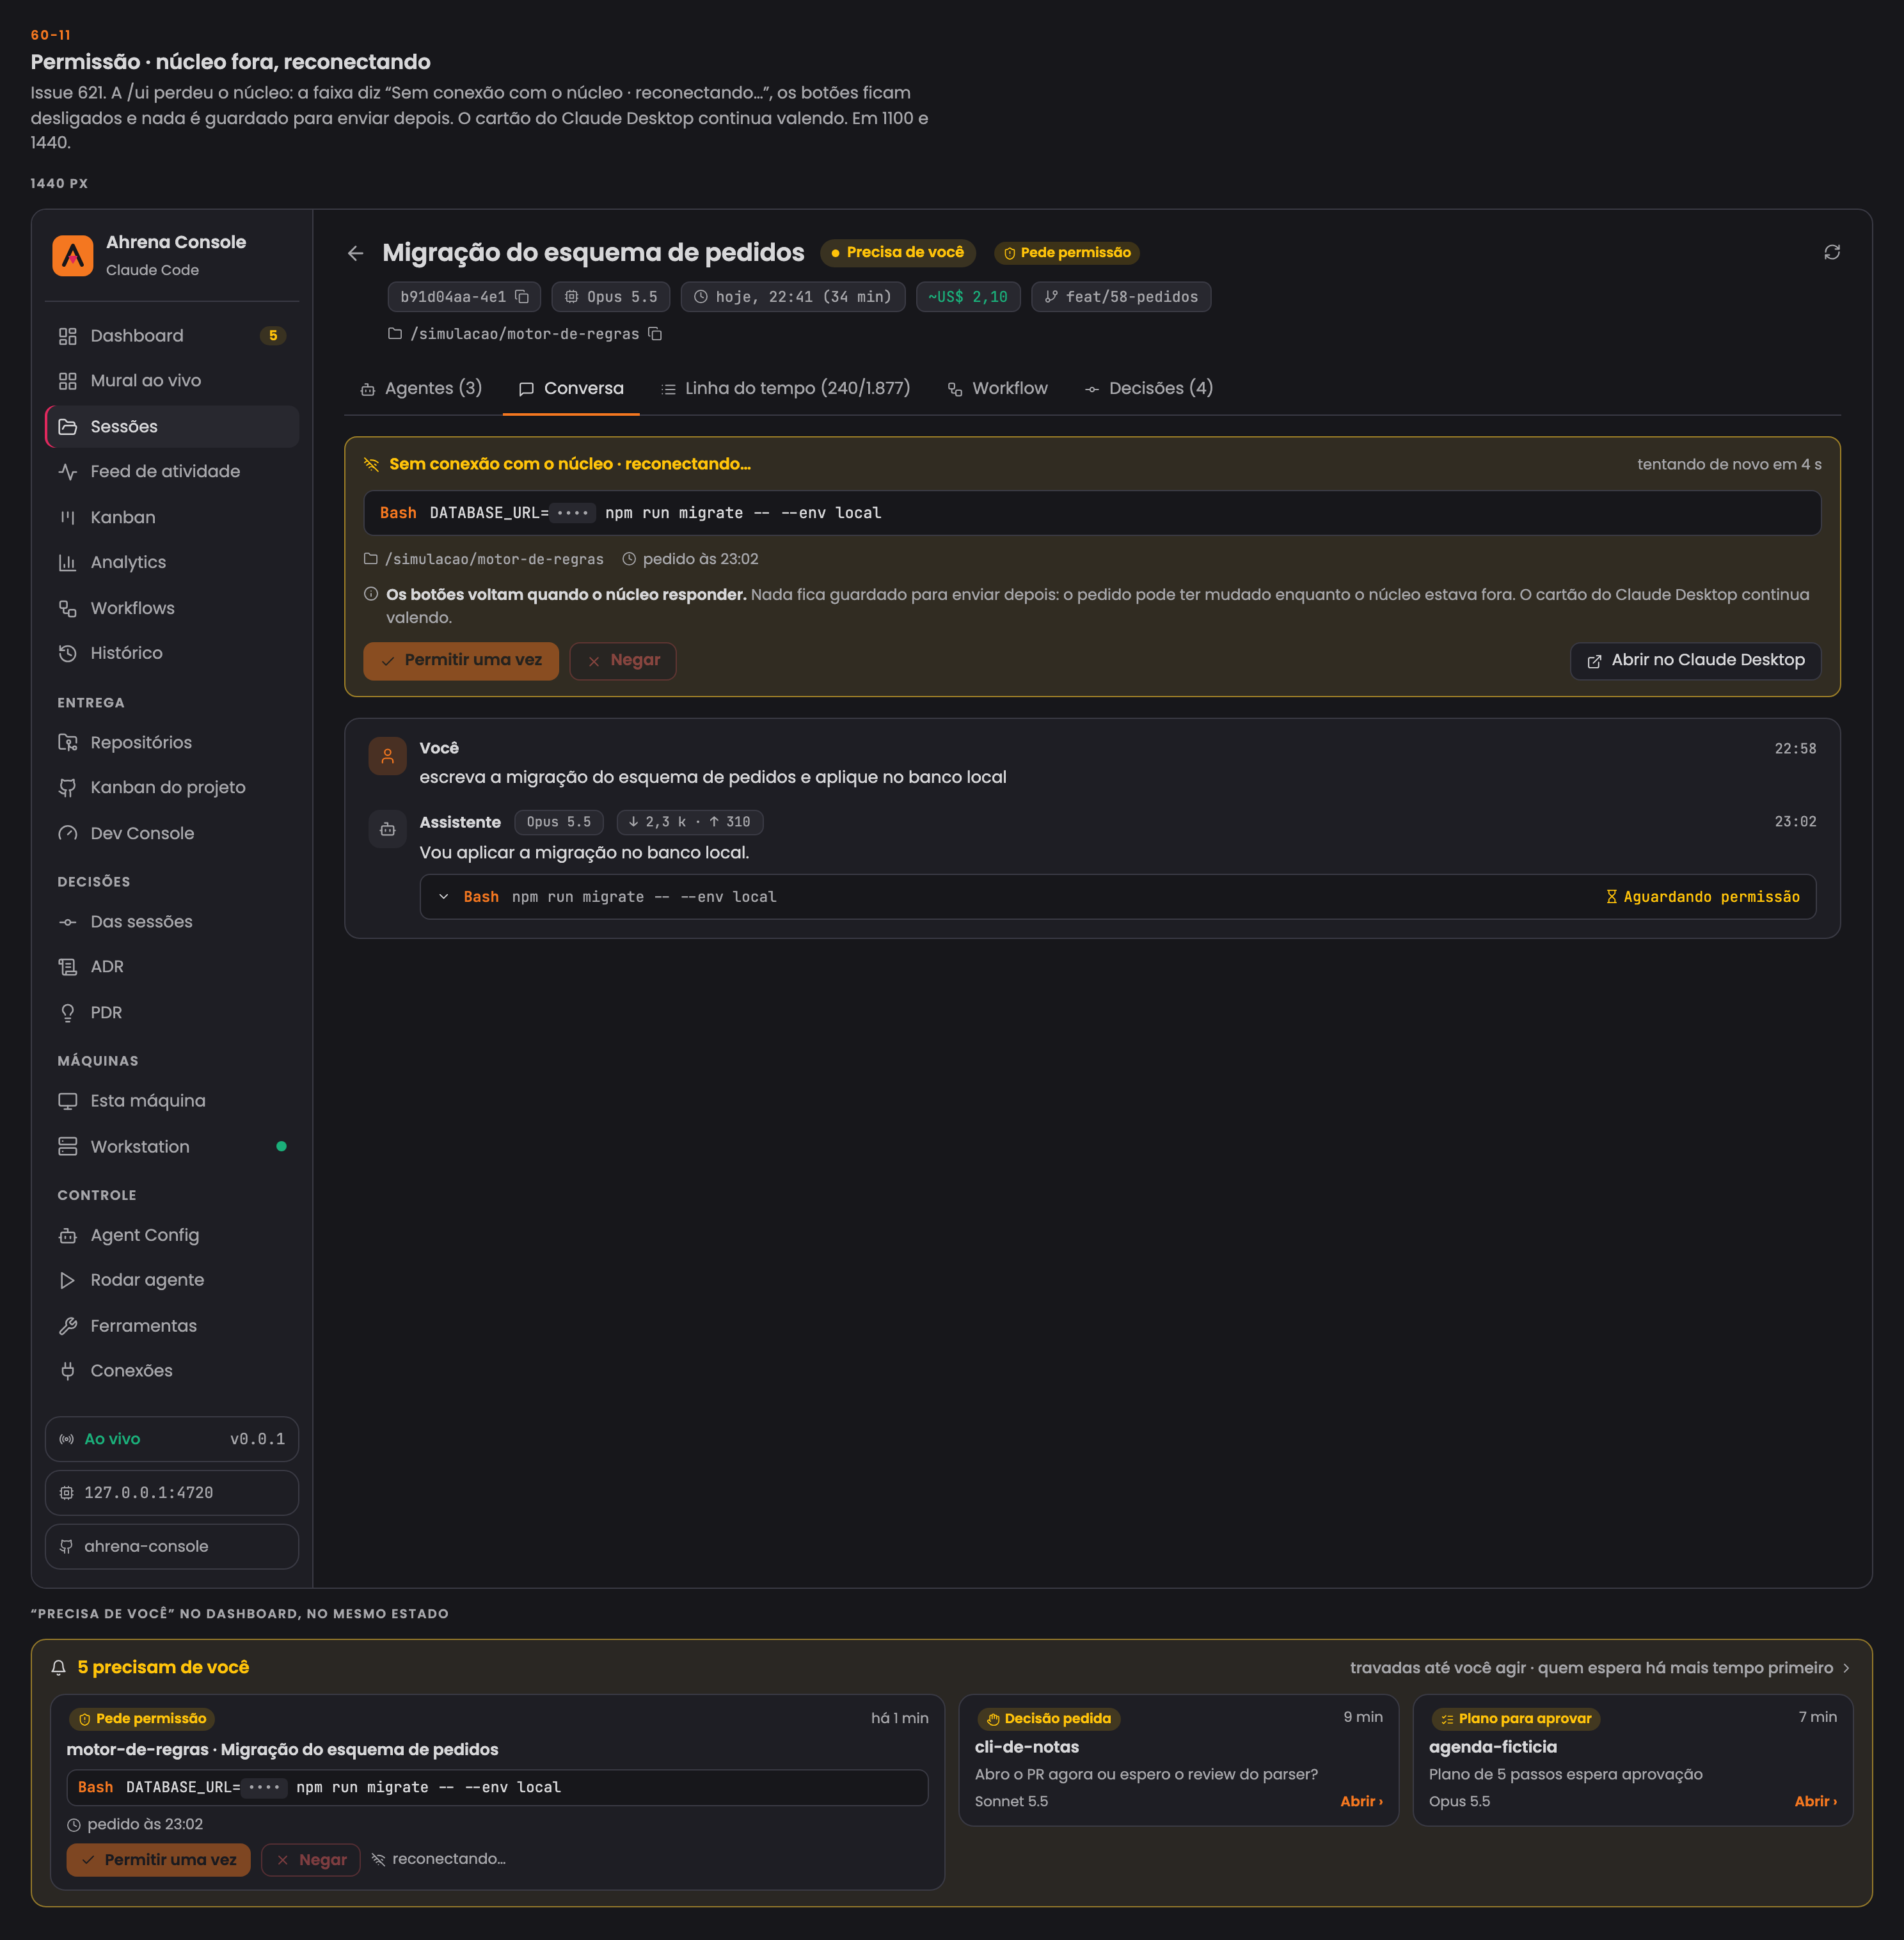 60-11
Permissão · núcleo fora, reconectando
Issue 621. A /ui perdeu o núcleo: a faixa diz “Sem conexão com o núcleo · reconectando…”, os botões ficam
desligados e nada é guardado para enviar depois. O cartão do Claude Desktop continua valendo. Em 1100 e
1440.
1440 PX
Ahrena Console
Claude Code
Dashboard 5
Mural ao vivo
Sessões
Feed de atividade
Kanban
Analytics
Workflows
Histórico
ENTREGA
Repositórios
Kanban do projeto
Dev Console
DECISÕES
Das sessões
ADR
PDR
MÁQUINAS
Esta máquina
Workstation
CONTROLE
Agent Config
Rodar agente
Ferramentas
Conexões
Ao vivo v0.0.1
127.0.0.1:4720
ahrena-console
Migração do esquema de pedidos Precisa de você Pede permissão
b91d04aa-4e1 Opus 5.5 hoje, 22:41 (34 min) ~US$ 2,10 feat/58-pedidos
/simulacao/motor-de-regras
Agentes (3) Conversa Linha do tempo (240/1.877) Workflow Decisões (4)
Sem conexão com o núcleo · reconectando… tentando de novo em 4 s
Bash DATABASE_URL=•••• npm run migrate -- --env local
/simulacao/motor-de-regras pedido às 23:02
Os botões voltam quando o núcleo responder. Nada fica guardado para enviar depois: o pedido pode ter mudado enquanto o núcleo estava fora. O cartão do Claude Desktop continua
valendo.
Permitir uma vez Negar Abrir no Claude Desktop
Você 22:58
escreva a migração do esquema de pedidos e aplique no banco local
Assistente Opus 5.5 ↓ 2,3 k · ↑ 310 23:02
Vou aplicar a migração no banco local.
Bash npm run migrate -- --env local Aguardando permissão
“PRECISA DE VOCÊ” NO DASHBOARD, NO MESMO ESTADO
5 precisam de você travadas até você agir · quem espera há mais tempo primeiro ›
Pede permissão há 1 min
motor-de-regras · Migração do esquema de pedidos
Bash DATABASE_URL=•••• npm run migrate -- --env local
pedido às 23:02
Permitir uma vez Negar reconectando…
Decisão pedida 9 min
cli-de-notas
Abro o PR agora ou espero o review do parser?
Sonnet 5.5 Abrir ›
Plano para aprovar 7 min
agenda-ficticia
Plano de 5 passos espera aprovação
Opus 5.5 Abrir ›